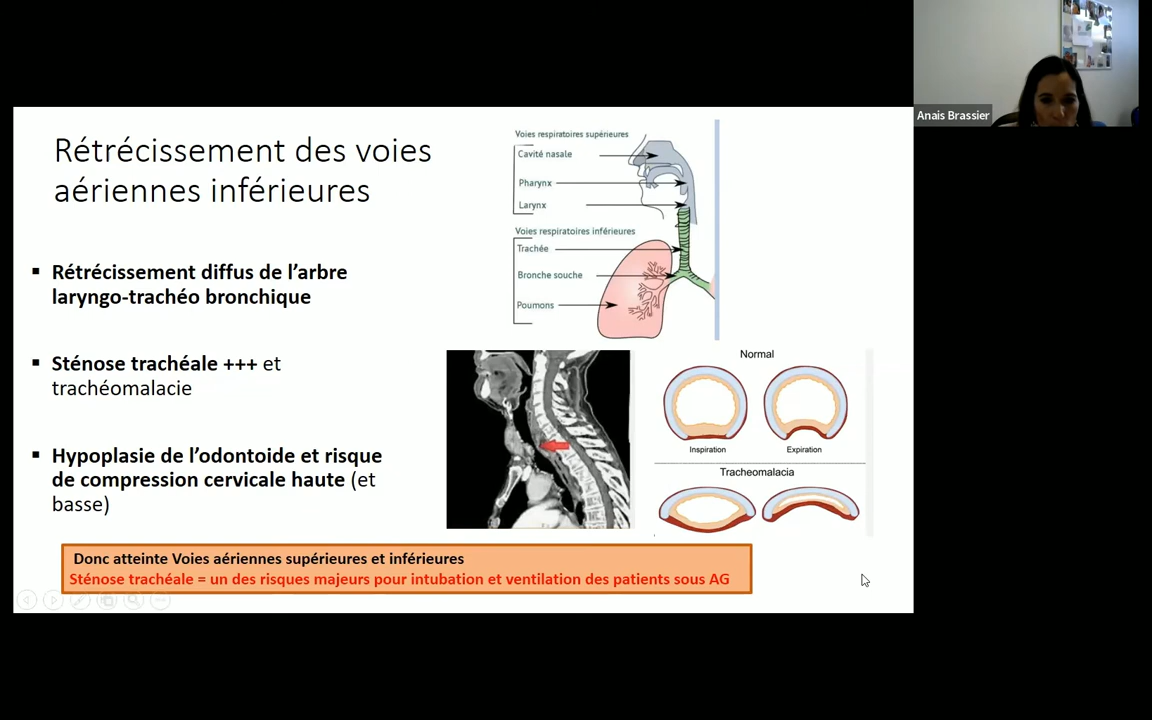 Anais Brassier
Rétrécissement des voies
aériennes inférieures
▪ Rétrécissement diffus de l’arbre
laryngo-trachéo bronchique
▪ Sténose trachéale +++ et
trachéomalacie
▪ Hypoplasie de l’odontoide et risque
de compression cervicale haute (et
basse)
Voies respiratoires supérieures
Cavité nasale
Pharynx
Larynx
Voies respiratoires inférieures
Trachée
Bronche souche
Poumons
Normal
Inspiration
Expiration
Tracheomalacia
Donc atteinte Voies aériennes supérieures et inférieures
Sténose trachéale = un des risques majeurs pour intubation et ventilation des patients sous AG